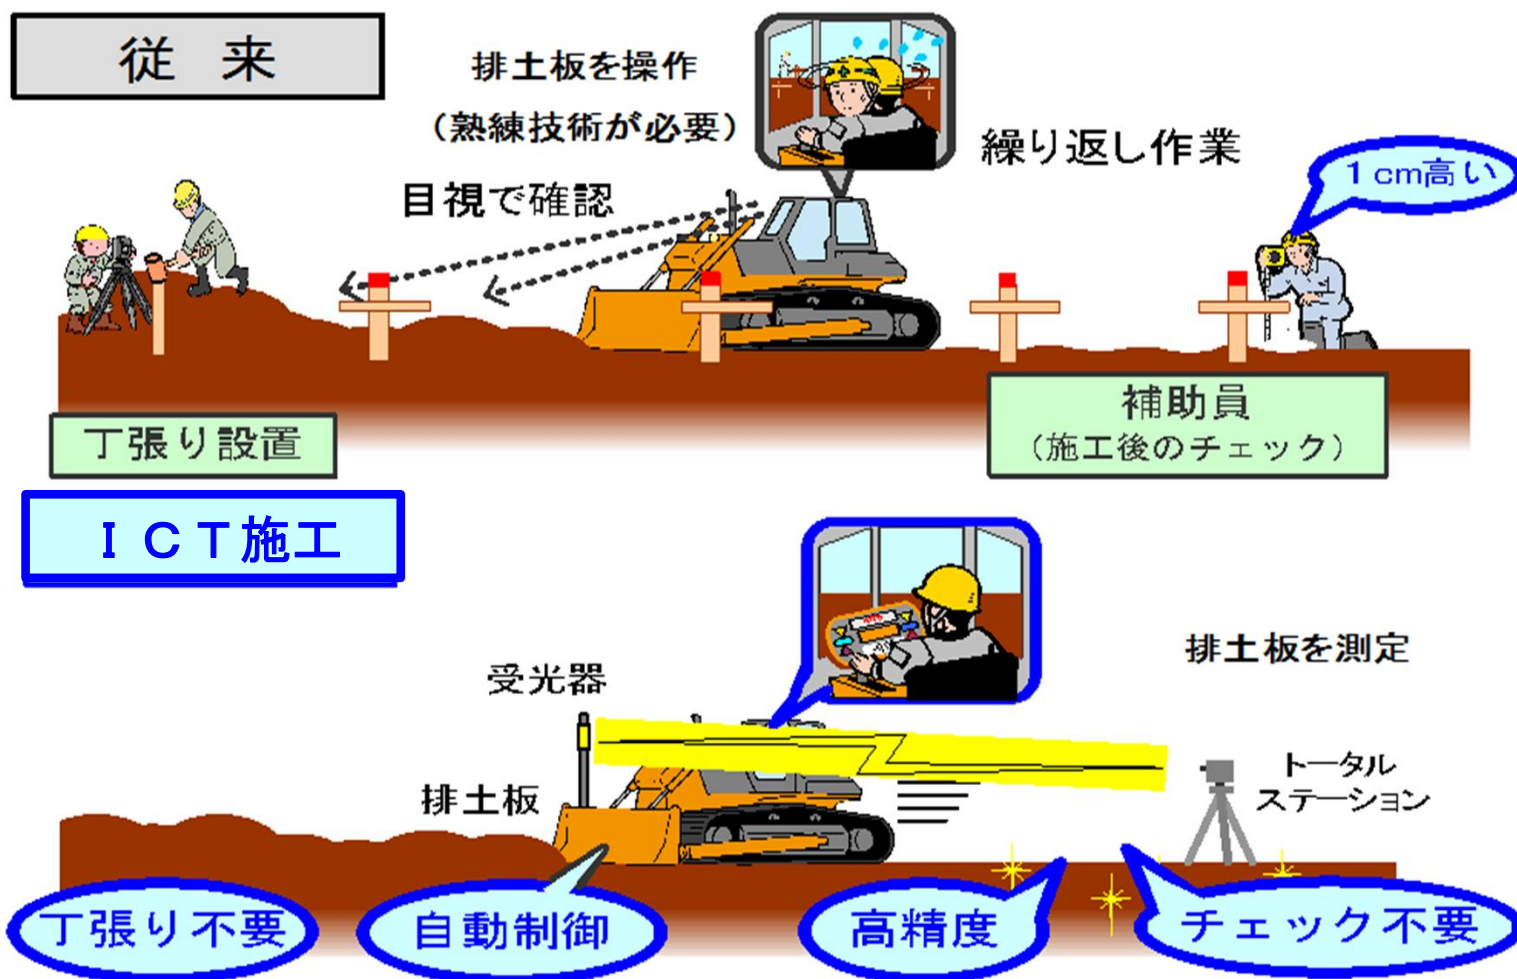 従 来
排土板を操作
（熟練技術が必要）
繰り返し作業
1cm高い
目視で確認
丁張り設置
補助員
（施工後のチェック）
ＩＣＴ施工
受光器
排土板を測定
排土板
トータル
ステーション
丁張り不要
自動制御
高精度
チェック不要